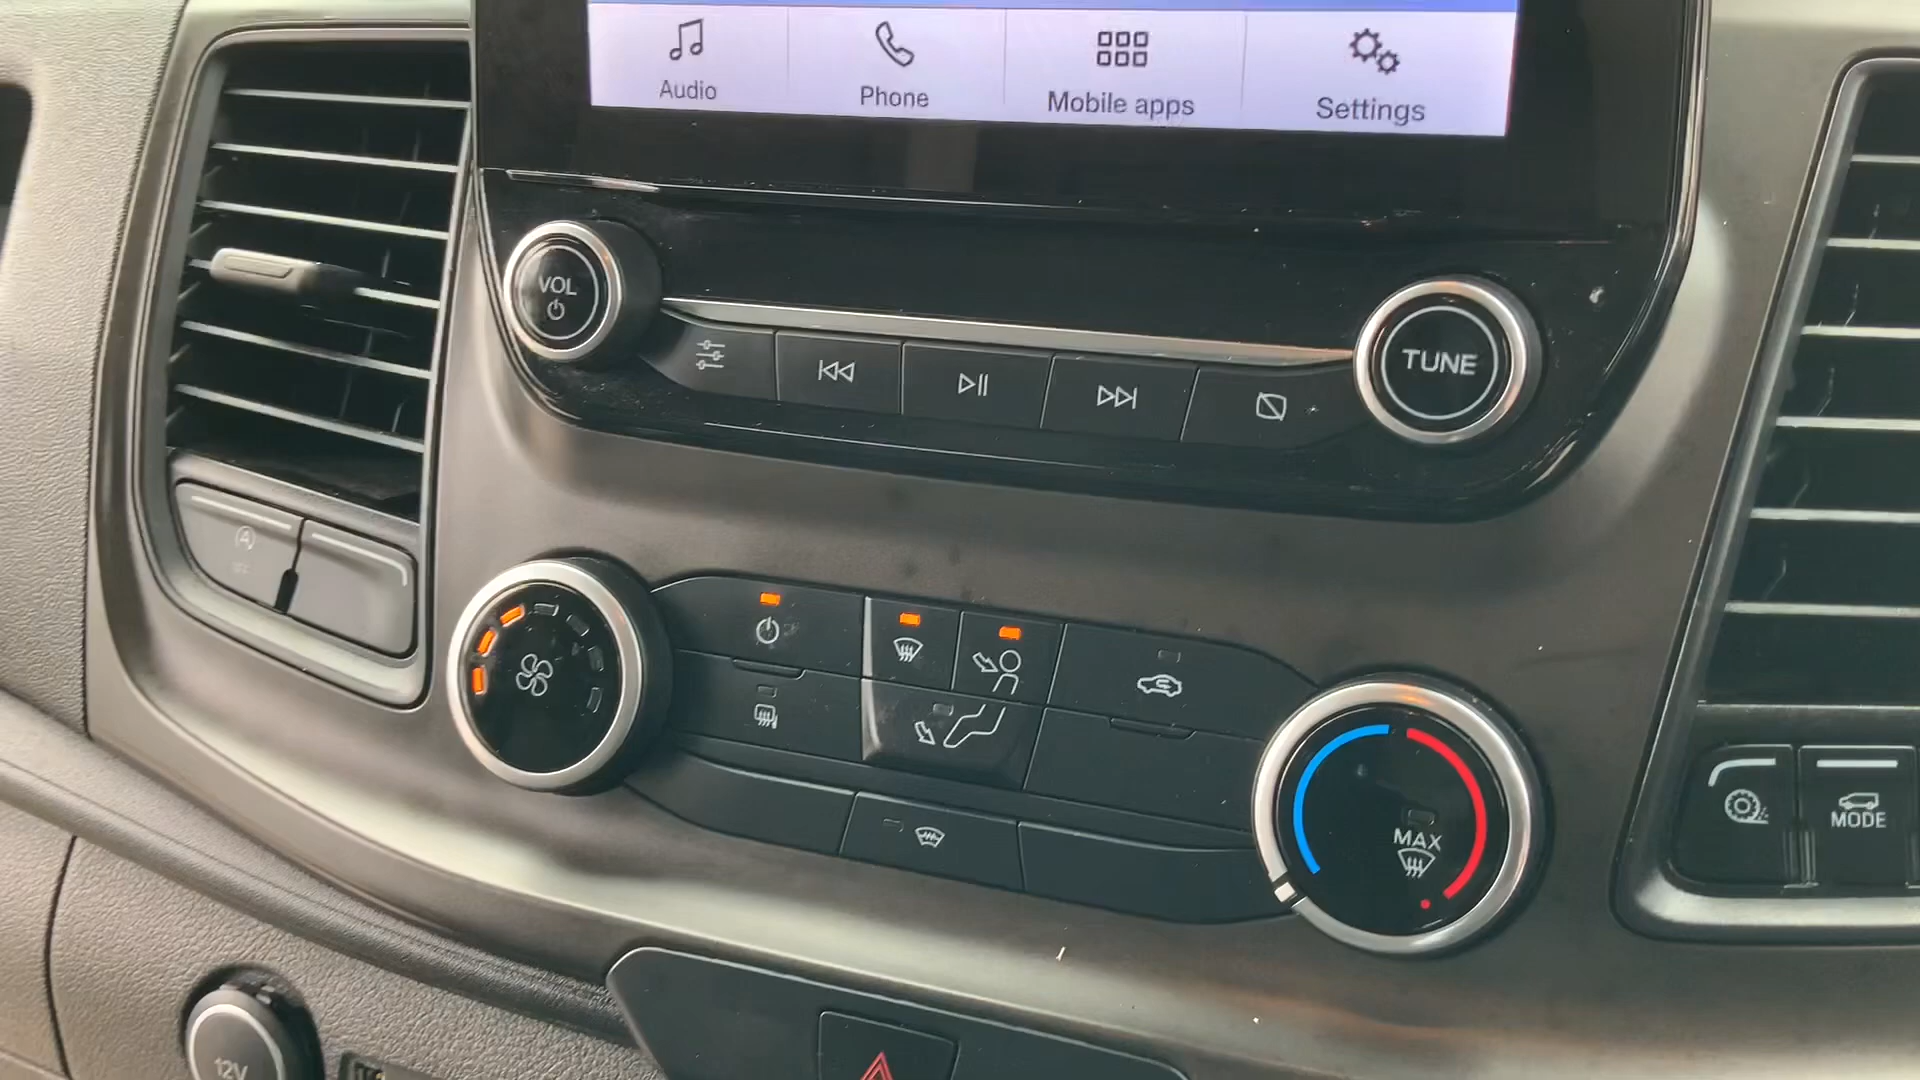 Audio
Phone
Mobile apps
Settings
VOL
TUNE
MAX
MODE
12V